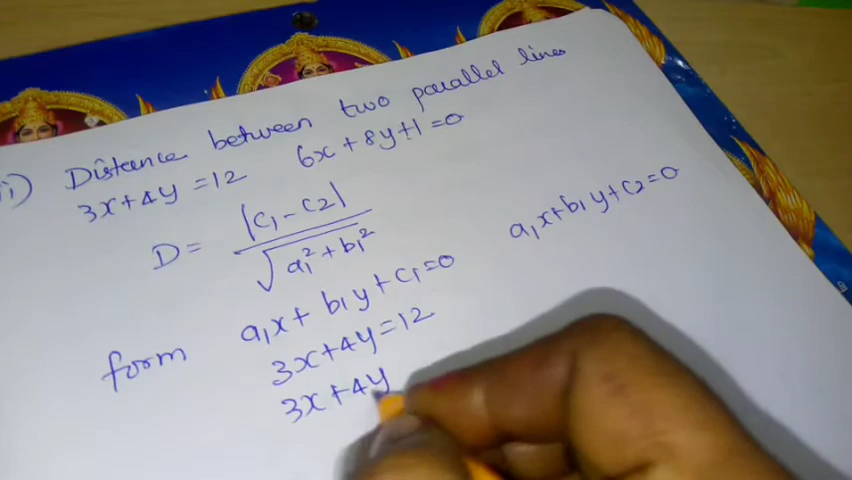 ii) Distance between two parallel lines
3x+4y=12 6x+8y+1=0
D = |c₁-c₂| / √a₁²+b₁²
form a₁x+b₁y+c₁=0 a₁x+b₁y+c₂=0
3x+4y=12
3x+4y